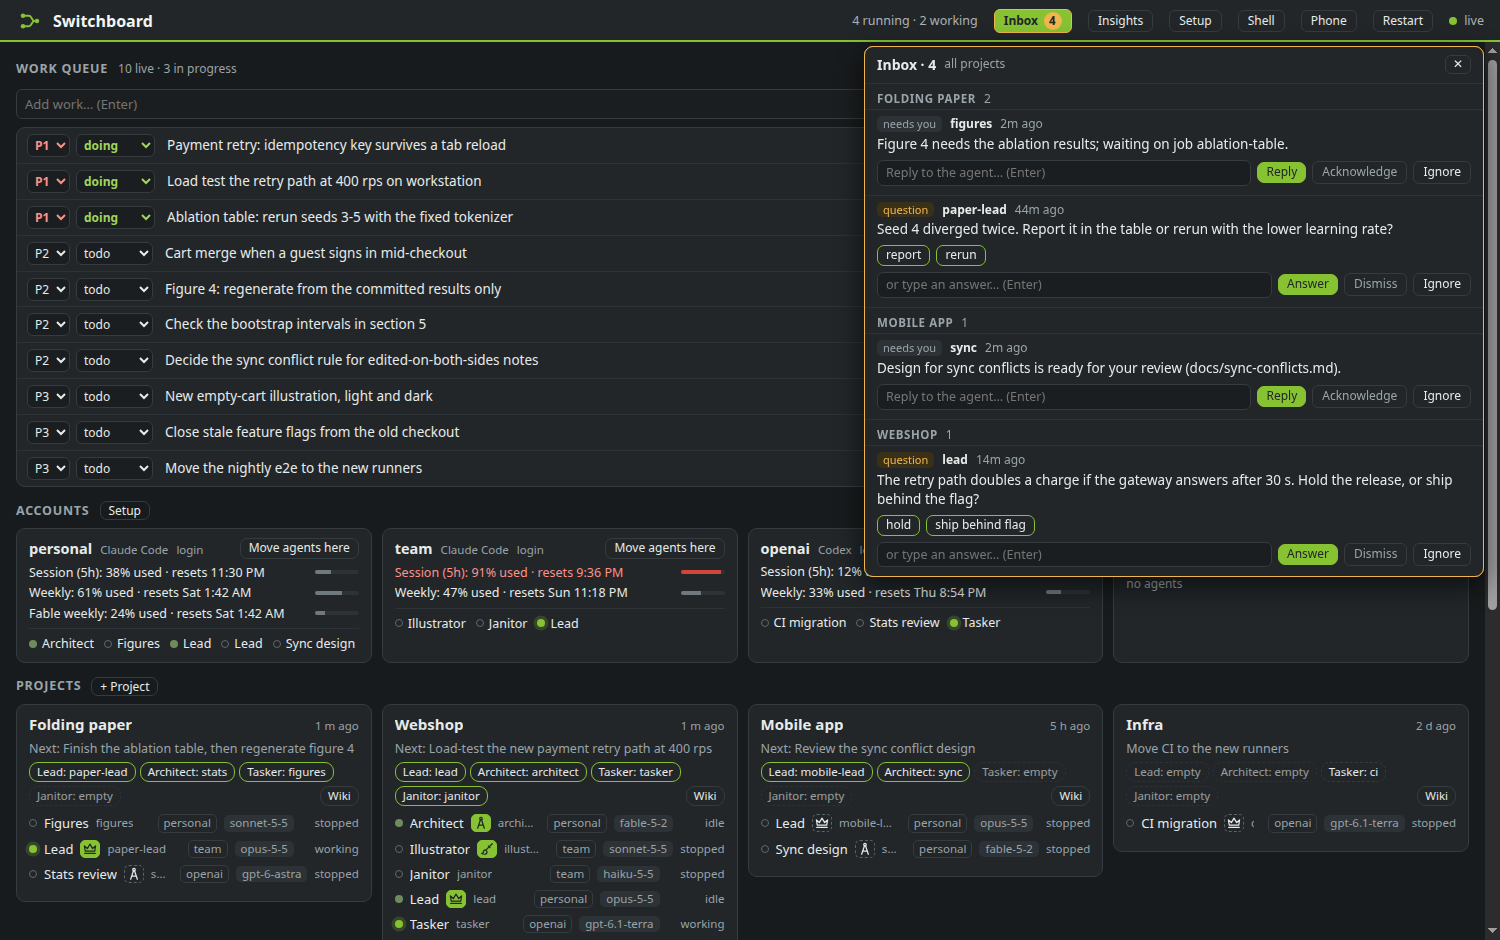 Switchboard
4 running · 2 working
Inbox 4
Insights
Setup
Shell
Phone
Restart
live
WORK QUEUE 10 live · 3 in progress
Add work... (Enter)
P1 doing Payment retry: idempotency key survives a tab reload
P1 doing Load test the retry path at 400 rps on workstation
P1 doing Ablation table: rerun seeds 3-5 with the fixed tokenizer
P2 todo Cart merge when a guest signs in mid-checkout
P2 todo Figure 4: regenerate from the committed results only
P2 todo Check the bootstrap intervals in section 5
P2 todo Decide the sync conflict rule for edited-on-both-sides notes
P3 todo New empty-cart illustration, light and dark
P3 todo Close stale feature flags from the old checkout
P3 todo Move the nightly e2e to the new runners
Inbox · 4 all projects ✕
FOLDING PAPER 2
needs you figures 2m ago
Figure 4 needs the ablation results; waiting on job ablation-table.
Reply to the agent... (Enter) Reply Acknowledge Ignore
question paper-lead 44m ago
Seed 4 diverged twice. Report it in the table or rerun with the lower learning rate?
report rerun
or type an answer... (Enter) Answer Dismiss Ignore
MOBILE APP 1
needs you sync 2m ago
Design for sync conflicts is ready for your review (docs/sync-conflicts.md).
Reply to the agent... (Enter) Reply Acknowledge Ignore
WEBSHOP 1
question lead 14m ago
The retry path doubles a charge if the gateway answers after 30 s. Hold the release, or ship
behind the flag?
hold ship behind flag
or type an answer... (Enter) Answer Dismiss Ignore
ACCOUNTS Setup
personal Claude Code login Move agents here
Session (5h): 38% used · resets 11:30 PM
Weekly: 61% used · resets Sat 1:42 AM
Fable weekly: 24% used · resets Sat 1:42 AM
Architect Figures Lead Lead Sync design
team Claude Code login Move agents here
Session (5h): 91% used · resets 9:36 PM
Weekly: 47% used · resets Sun 11:18 PM
Illustrator Janitor Lead
openai Codex
Session (5h): 12%
Weekly: 33% used · resets Thu 8:54 PM
CI migration Stats review Tasker
no agents
PROJECTS + Project
Folding paper 1 m ago
Next: Finish the ablation table, then regenerate figure 4
Lead: paper-lead Architect: stats Tasker: figures
Janitor: empty Wiki
Figures figures personal sonnet-5-5 stopped
Lead paper-lead team opus-5-5 working
Stats review s... openai gpt-6-astra stopped
Webshop 1 m ago
Next: Load-test the new payment retry path at 400 rps
Lead: lead Architect: architect Tasker: tasker
Janitor: janitor Wiki
Architect archi... personal fable-5-2 idle
Illustrator illust... team sonnet-5-5 stopped
Janitor janitor team haiku-5-5 stopped
Lead lead personal opus-5-5 idle
Tasker tasker openai gpt-6.1-terra working
Mobile app 5 h ago
Next: Review the sync conflict design
Lead: mobile-lead Architect: sync Tasker: empty
Janitor: empty Wiki
Lead mobile-l... personal opus-5-5 stopped
Sync design s... personal fable-5-2 stopped
Infra 2 d ago
Move CI to the new runners
Lead: empty Architect: empty Tasker: ci
Janitor: empty Wiki
CI migration openai gpt-6.1-terra stopped